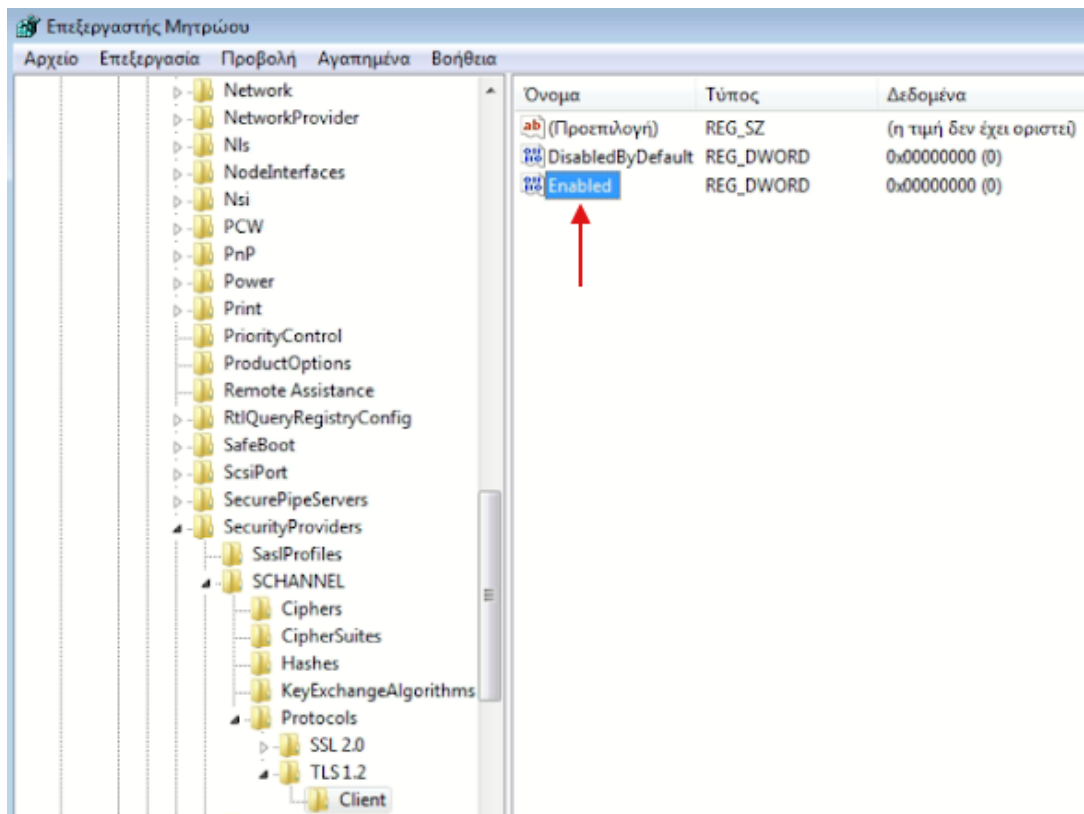 Επεξεργαστής Μητρώου
Αρχείο Επεξεργασία Προβολή Αγαπημένα Βοήθεια
Network
NetworkProvider
Nls
NodeInterfaces
Nsi
PCW
PnP
Power
Print
PriorityControl
ProductOptions
Remote Assistance
RtlQueryRegistryConfig
SafeBoot
ScsiPort
SecurePipeServers
SecurityProviders
SaslProfiles
SCHANNEL
Ciphers
CipherSuites
Hashes
KeyExchangeAlgorithms
Protocols
SSL 2.0
TLS 1.2
Client
Όνομα Τύπος Δεδομένα
(Προεπιλογή) REG_SZ (η τιμή δεν έχει οριστεί)
DisabledByDefault REG_DWORD 0x00000000 (0)
Enabled REG_DWORD 0x00000000 (0)